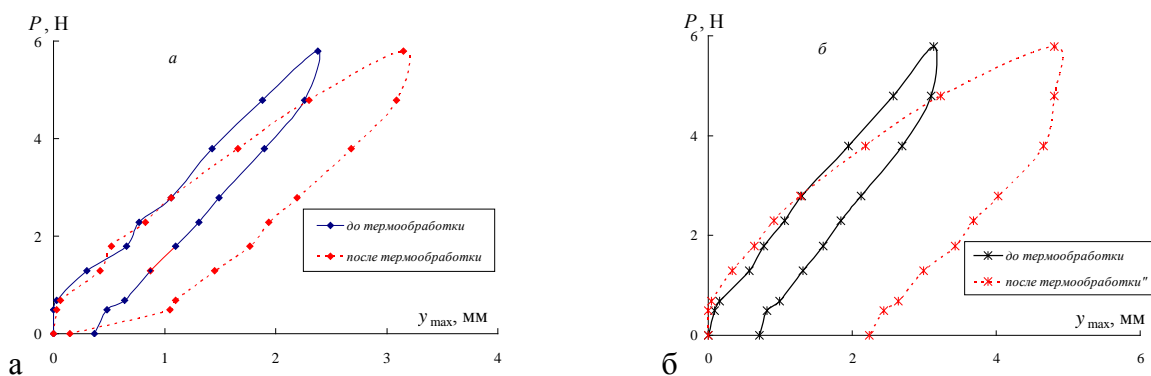 P, Н
а
6
4
2
0
0
1
2
3
4
y max, мм
до термообработки
после термообработки
а
P, Н
б
6
4
2
0
0
2
4
6
y max, мм
до термообработки
после термообработки"
б